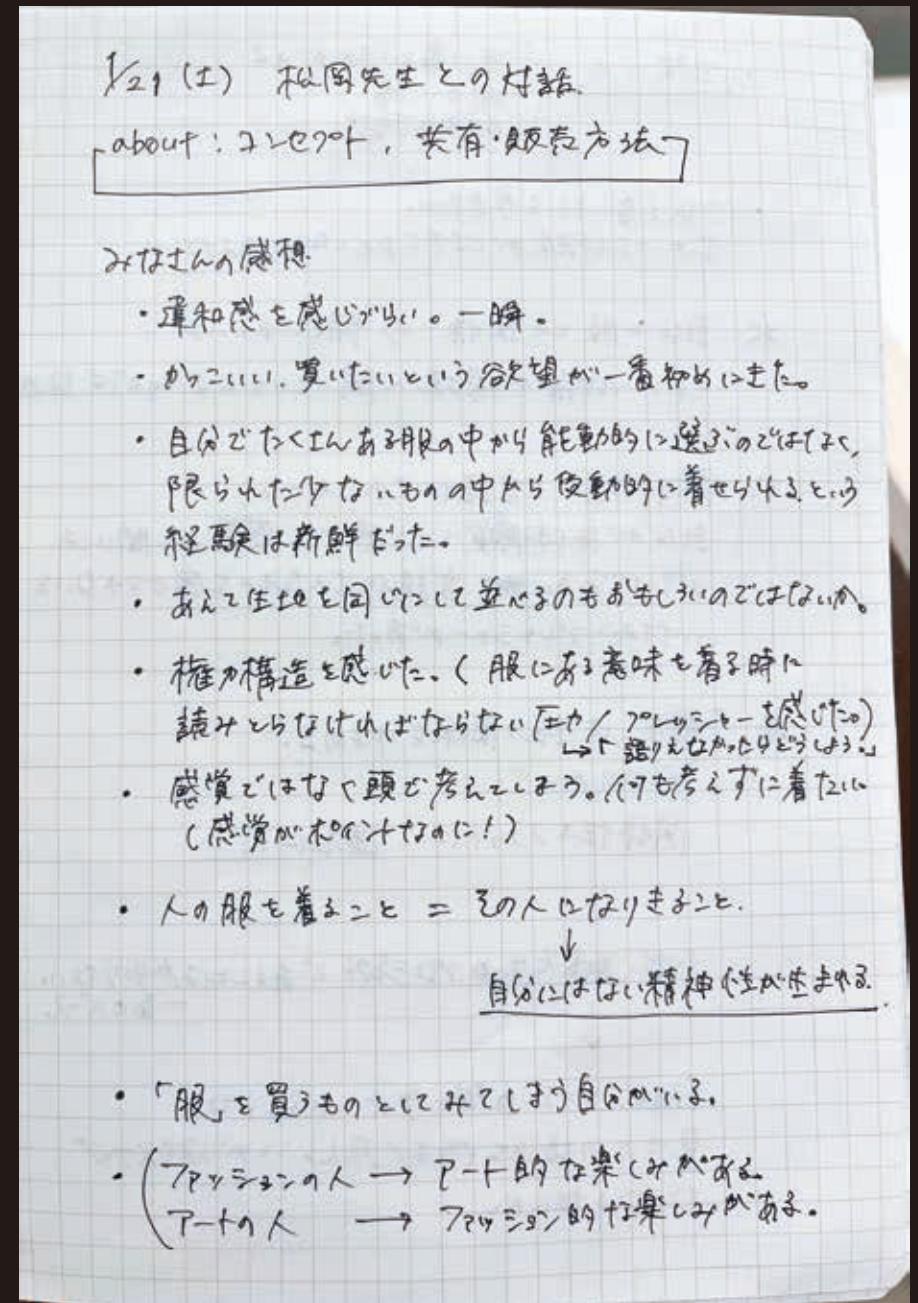 1/21 (土) 松岡先生との対話.
about : コンセプト, 共有・販売方法
みなさんの感想
・違和感を感じづらい。一瞬。
・かっこいい、買いたいという欲望が一番初めにきた。
・自分でたくさんある服の中から能動的に選ぶのではなく、
限られた少ないものの中から受動的に着せられるという
経験は新鮮だった。
・あえて生地を同じにして並べるのもおもしろいのではないか。
・権力構造を感じた。(服にある意味を着る時に
読みとらなければならない圧力/プレッシャーを感じた。)
↳「語りえなかったらどうしよう。」
・感覚ではなく頭で考えてしまう。何も考えずに着たい。
(感覚がポイントなのに!)
・人の服を着ること = その人になりきること.
↓
自分にはない精神性が生まれる.
・「服」を買うものとしてみてしまう自分がいる。
・(ファッションの人 → アート的な楽しみがある.
アートの人 → ファッション的な楽しみがある。